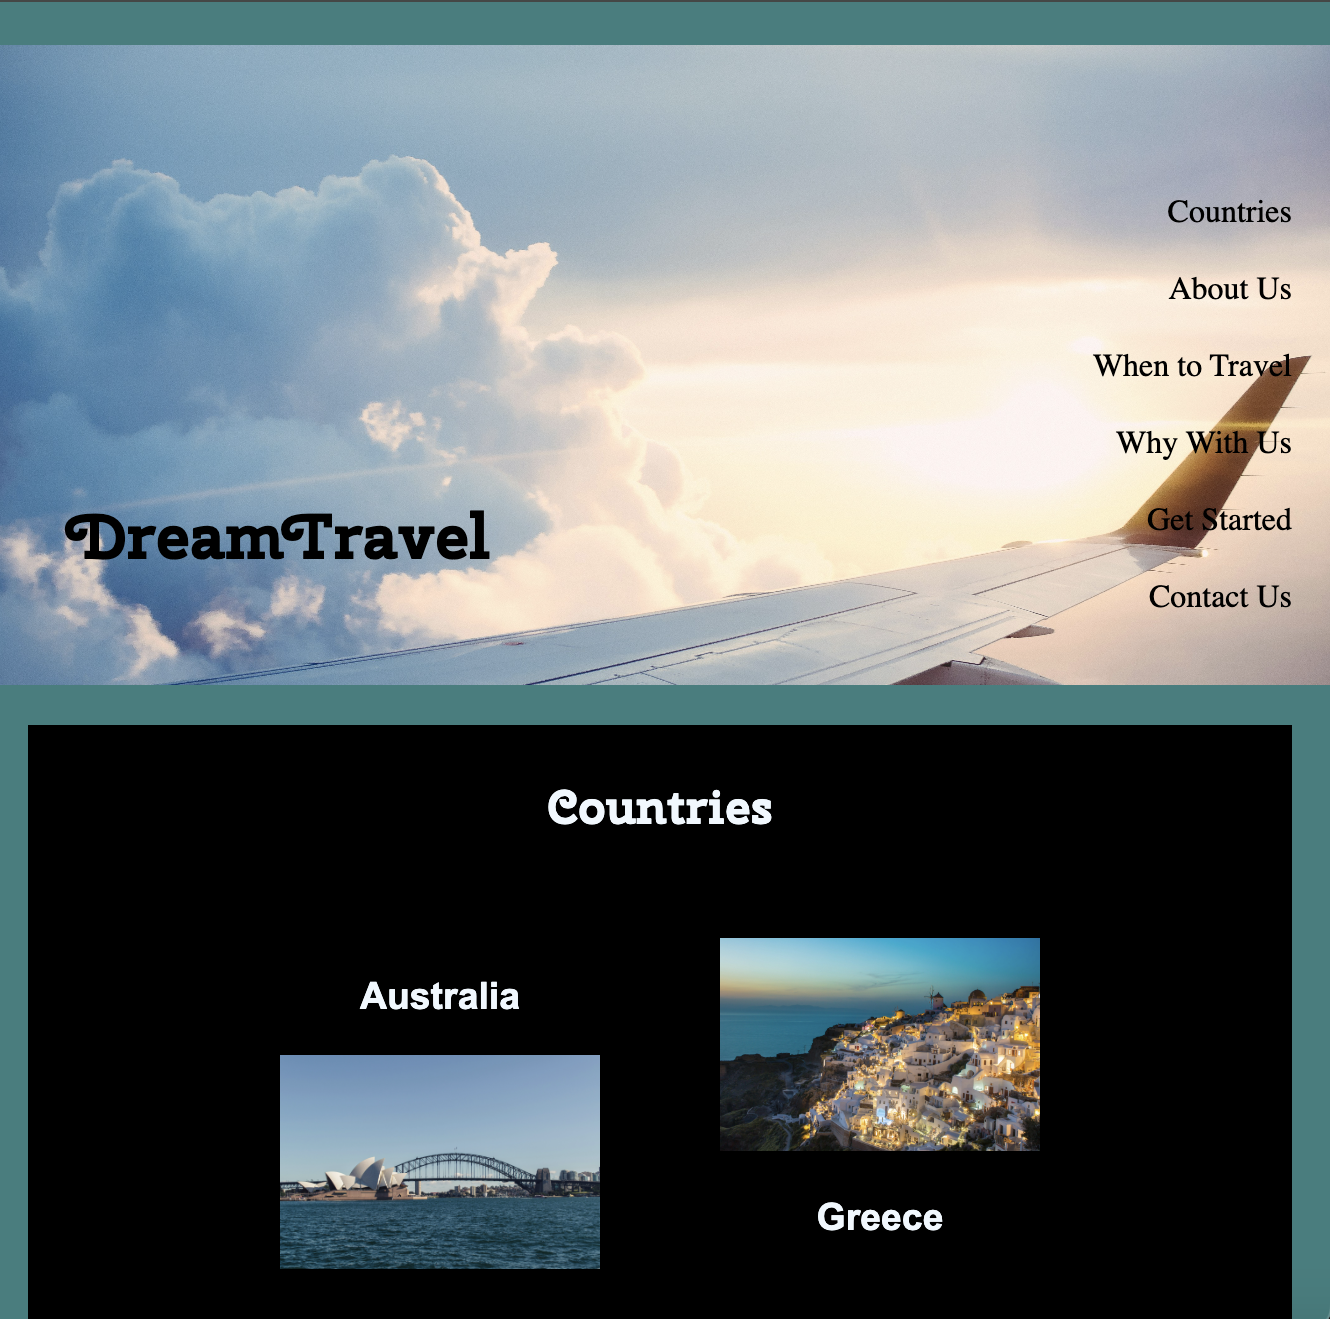 Countries
About Us
When to Travel
Why With Us
Get Started
Contact Us
DreamTravel
Countries
Australia
Greece